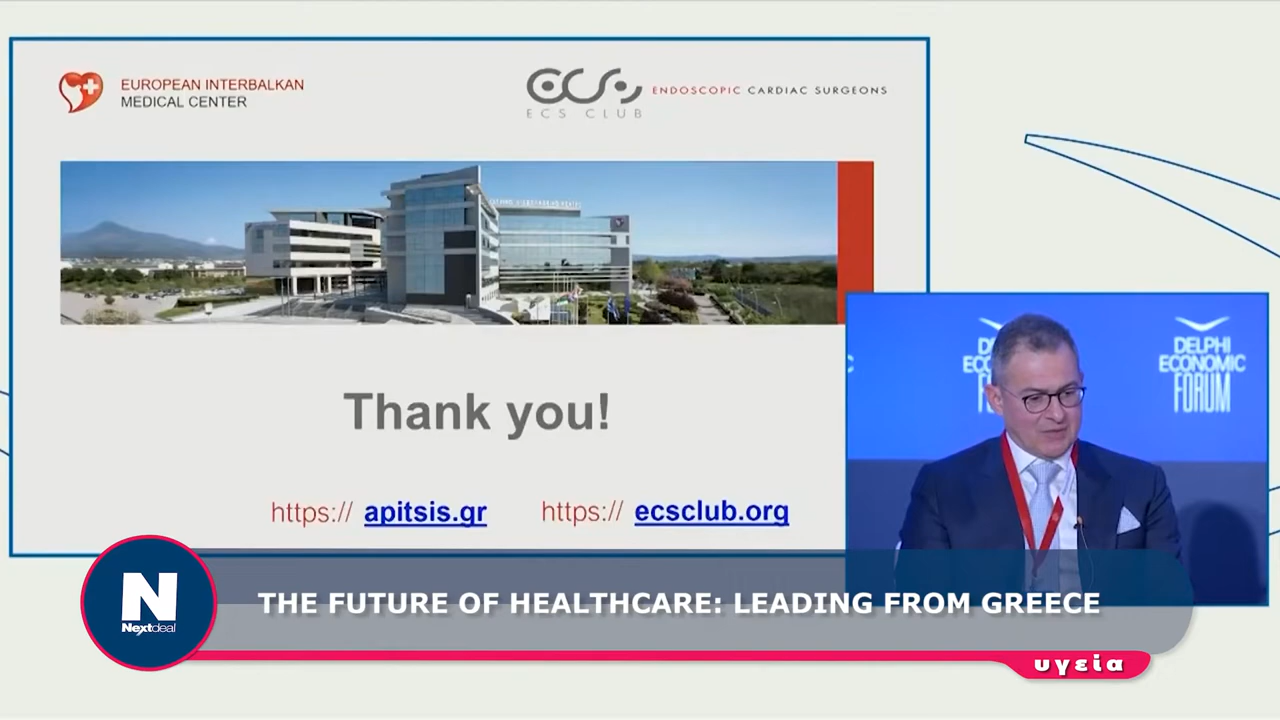 EUROPEAN INTERBALKAN
MEDICAL CENTER
ECS
ECS CLUB
ENDOSCOPIC CARDIAC SURGEONS
Thank you!
https:// apitsis.gr
https:// ecsclub.org
DELPHI
ECONOMIC
FORUM
N
Nextdeal
THE FUTURE OF HEALTHCARE: LEADING FROM GREECE
υγεία